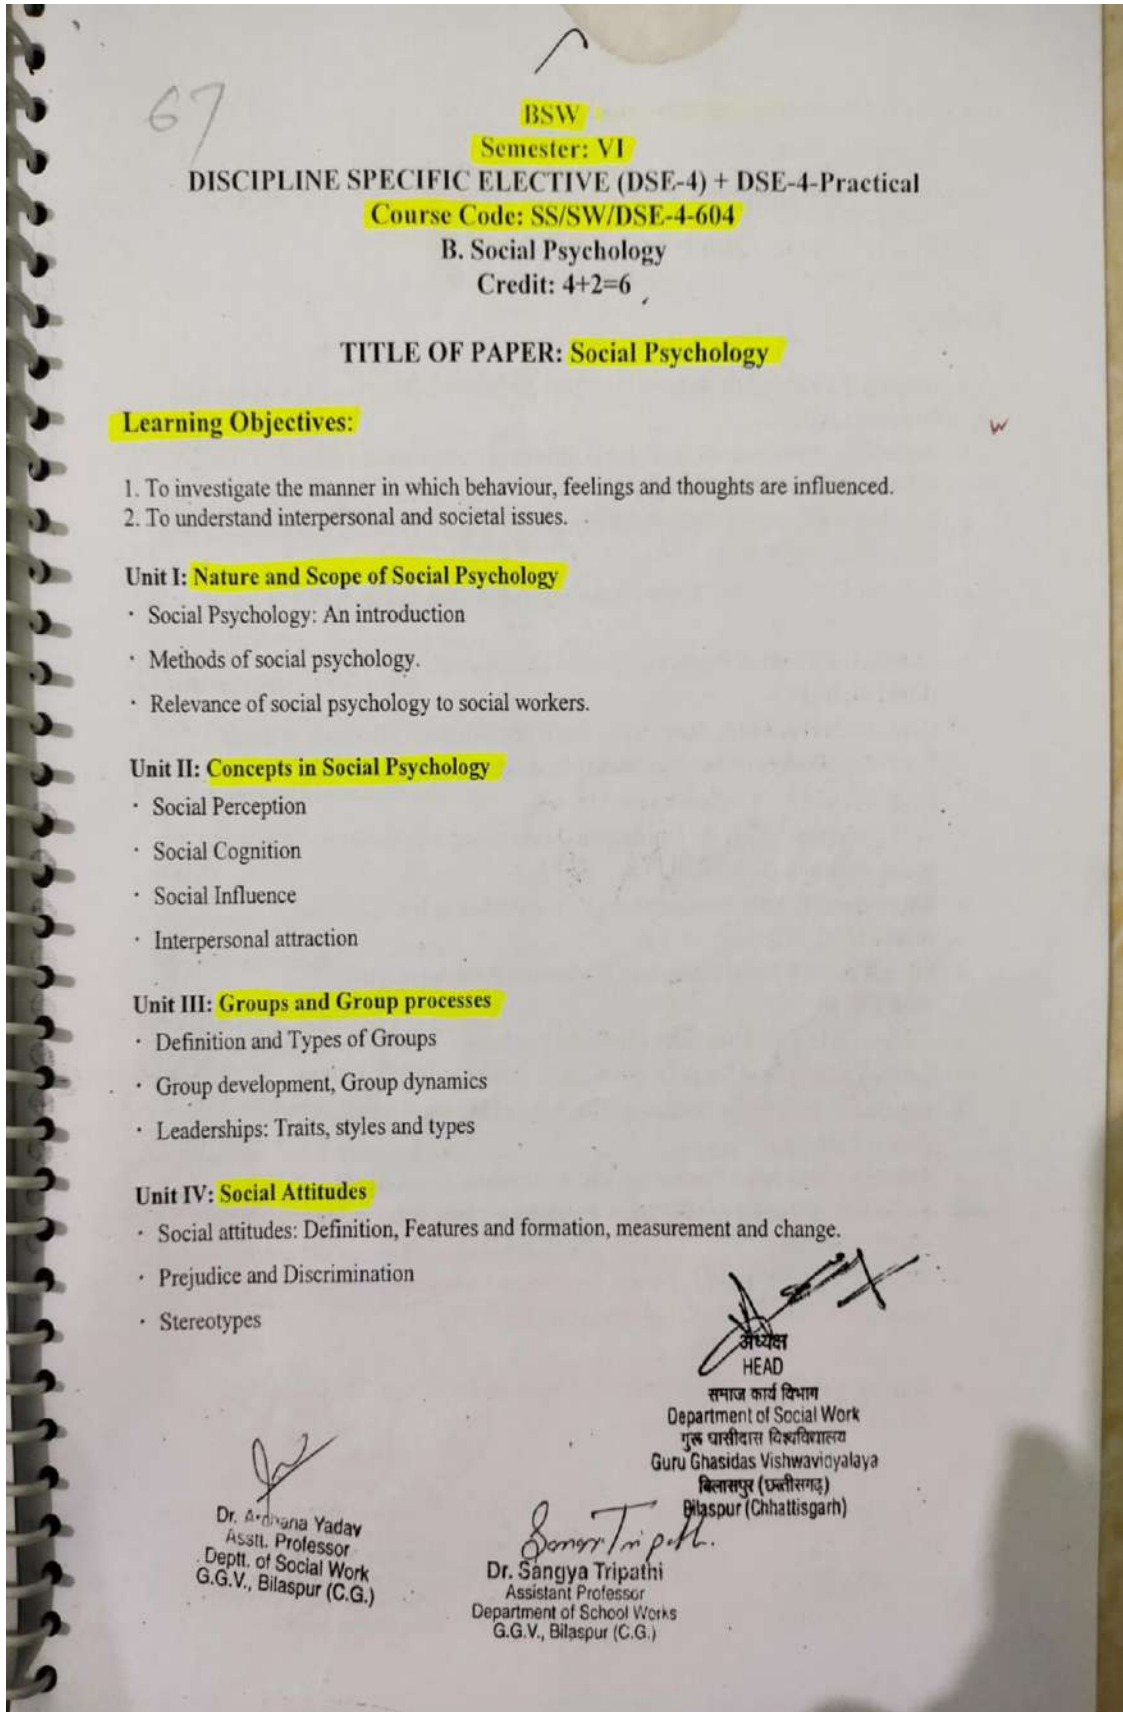 67
BSW
Semester: VI
DISCIPLINE SPECIFIC ELECTIVE (DSE-4) + DSE-4-Practical
Course Code: SS/SW/DSE-4-604
B. Social Psychology
Credit: 4+2=6
TITLE OF PAPER: Social Psychology
Learning Objectives:
1. To investigate the manner in which behaviour, feelings and thoughts are influenced.
2. To understand interpersonal and societal issues.
Unit I: Nature and Scope of Social Psychology
· Social Psychology: An introduction
· Methods of social psychology.
· Relevance of social psychology to social workers.
Unit II: Concepts in Social Psychology
· Social Perception
· Social Cognition
· Social Influence
· Interpersonal attraction
Unit III: Groups and Group processes
· Definition and Types of Groups
· Group development, Group dynamics
· Leaderships: Traits, styles and types
Unit IV: Social Attitudes
· Social attitudes: Definition, Features and formation, measurement and change.
· Prejudice and Discrimination
· Stereotypes
अध्यक्ष
HEAD
समाज कार्य विभाग
Department of Social Work
गुरू घासीदास विश्वविद्यालय
Guru Ghasidas Vishwavidyalaya
बिलासपुर (छत्तीसगढ़)
Bilaspur (Chhattisgarh)
Dr. Archana Yadav
Asstt. Professor
Deptt. of Social Work
G.G.V., Bilaspur (C.G.)
Dr. Sangya Tripathi
Assistant Professor
Department of School Works
G.G.V., Bilaspur (C.G.)